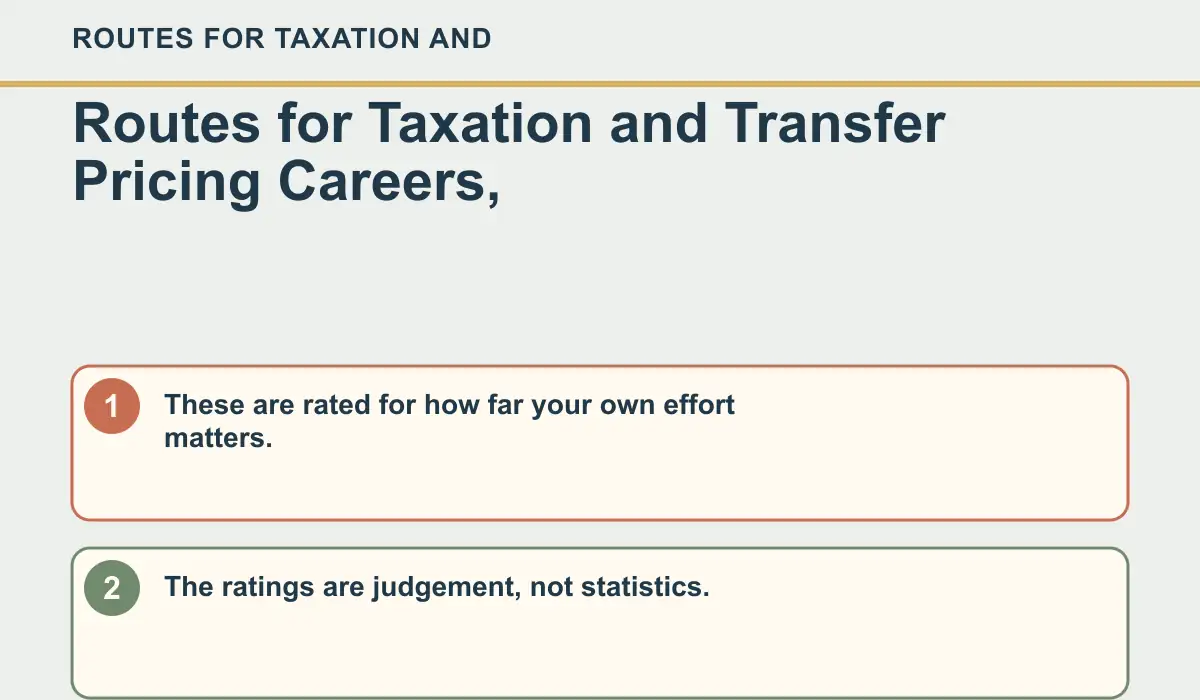 ROUTES FOR TAXATION AND
Routes for Taxation and Transfer
Pricing Careers,
1
These are rated for how far your own effort
matters.
2
The ratings are judgement, not statistics.